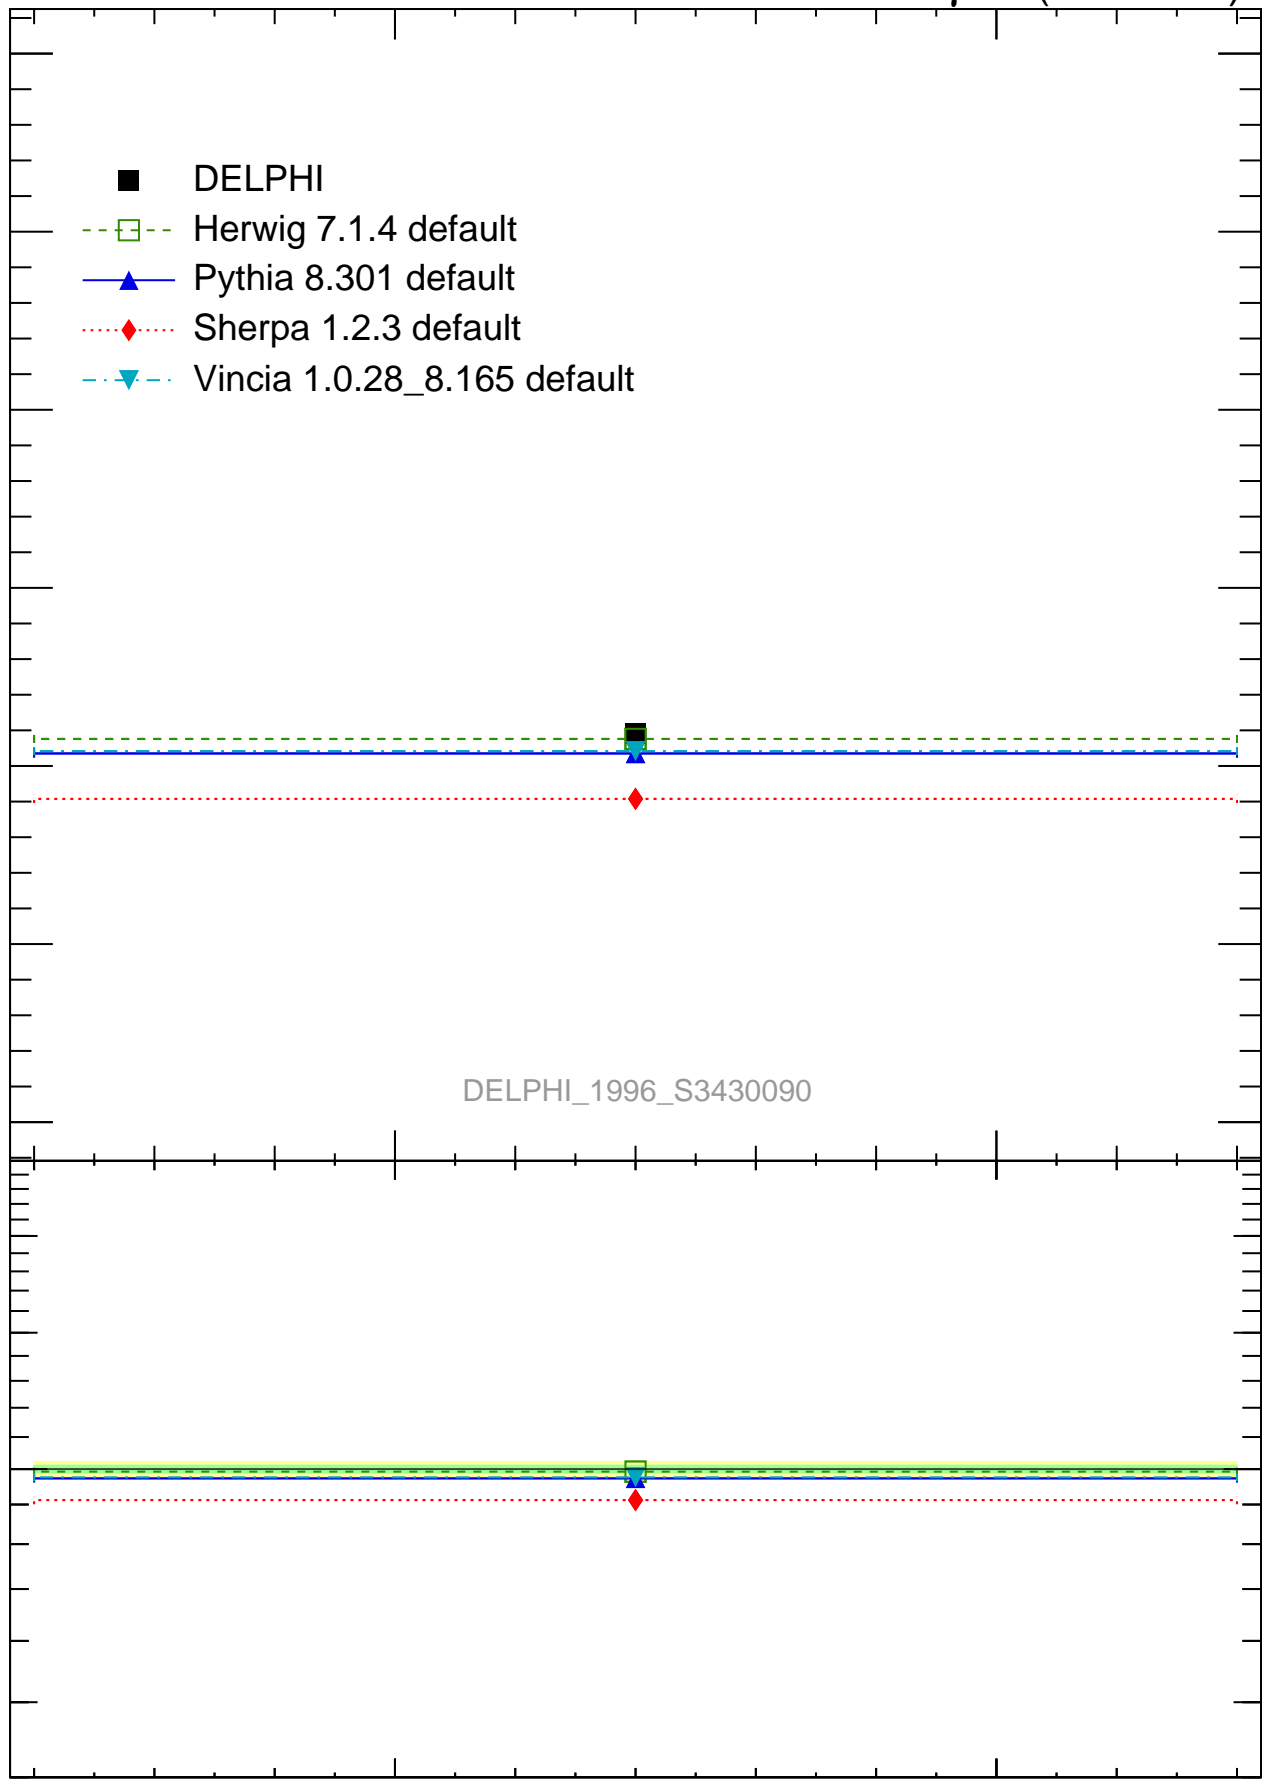 DELPHI
Herwig 7.1.4 default
Pythia 8.301 default
Sherpa 1.2.3 default
Vincia 1.0.28_8.165 default
DELPHI_1996_S3430090